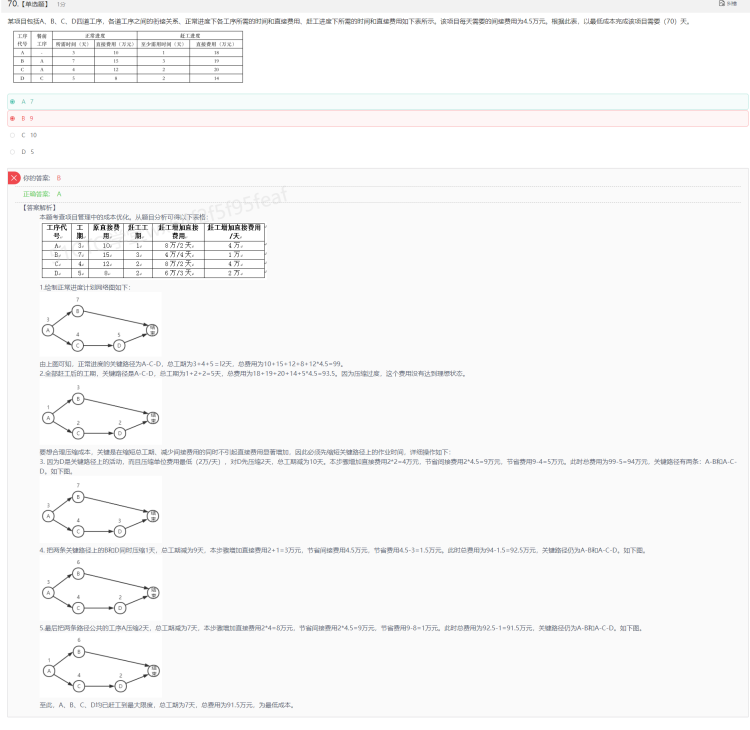 70.【单选题】 1分 纠错
某项目包括A、B、C、D四道工序，各道工序之间的衔接关系、正常进度下各工序所需的时间和直接费用、赶工进度下所需的时间和直接费用如下表所示。该项目每天需要的间接费用为4.5万元。根据此表，以最低成本完成该项目需要（70）天。
工序代号 紧前工序 正常进度 赶工进度
所需时间（天） 直接费用（万元） 至少需用时间（天） 直接费用（万元）
A - 3 10 1 18
B A 7 15 3 19
C A 4 12 2 20
D C 5 8 2 14
A 7
B 9
C 10
D 5
你的答案： B
正确答案： A
【答案解析】
本题考查项目管理中的成本优化。从题目分析可得以下表格：
工序代号 工期 原直接费用 赶工工期 赶工增加直接费用 赶工增加直接费用/天
A 3 10 1 8万/2天 4万
B 7 15 3 4万/4天 1万
C 4 12 2 8万/2天 4万
D 5 8 2 6万/3天 2万
1.绘制正常进度计划网络图如下：
7
3 B
A 结束
4 5
C D
由上图可知，正常进度的关键路径为A-C-D，总工期为3+4+5=12天，总费用为10+15+12+8+12*4.5=99。
2.全部赶工后的工期，关键路径是A-C-D，总工期为1+2+2=5天，总费用为18+19+20+14+5*4.5=93.5。因为压缩过度，这个费用没有达到理想状态。
3
1 B
A 结束
2 2
C D
要想合理压缩成本，关键是在缩短总工期、减少间接费用的同时不引起直接费用显著增加，因此必须先缩短关键路径上的作业时间，详细操作如下：
3. 因为D是关键路径上的活动，而且压缩单位费用最低（2万/天），对D先压缩2天，总工期减为10天。本步骤增加直接费用2*2=4万元，节省间接费用2*4.5=9万元，节省费用9-4=5万元。此时总费用为99-5=94万元，关键路径有两条：A-B和A-C-
D。如下图。
7
3 B
A 结束
4 3
C D
4. 把两条关键路径上的B和D同时压缩1天，总工期减为9天，本步骤增加直接费用2+1=3万元，节省间接费用4.5万元，节省费用4.5-3=1.5万元。此时总费用为94-1.5=92.5万元，关键路径仍为A-B和A-C-D。如下图。
6
3 B
A 结束
4 2
C D
5.最后把两条路径公共的工序A压缩2天，总工期减为7天，本步骤增加直接费用2*4=8万元，节省间接费用2*4.5=9万元，节省费用9-8=1万元。此时总费用为92.5-1=91.5万元，关键路径仍为A-B和A-C-D。如下图。
6
1 B
A 结束
4 2
C D
至此，A、B、C、D均已赶工到最大限度，总工期为7天，总费用为91.5万元，为最低成本。